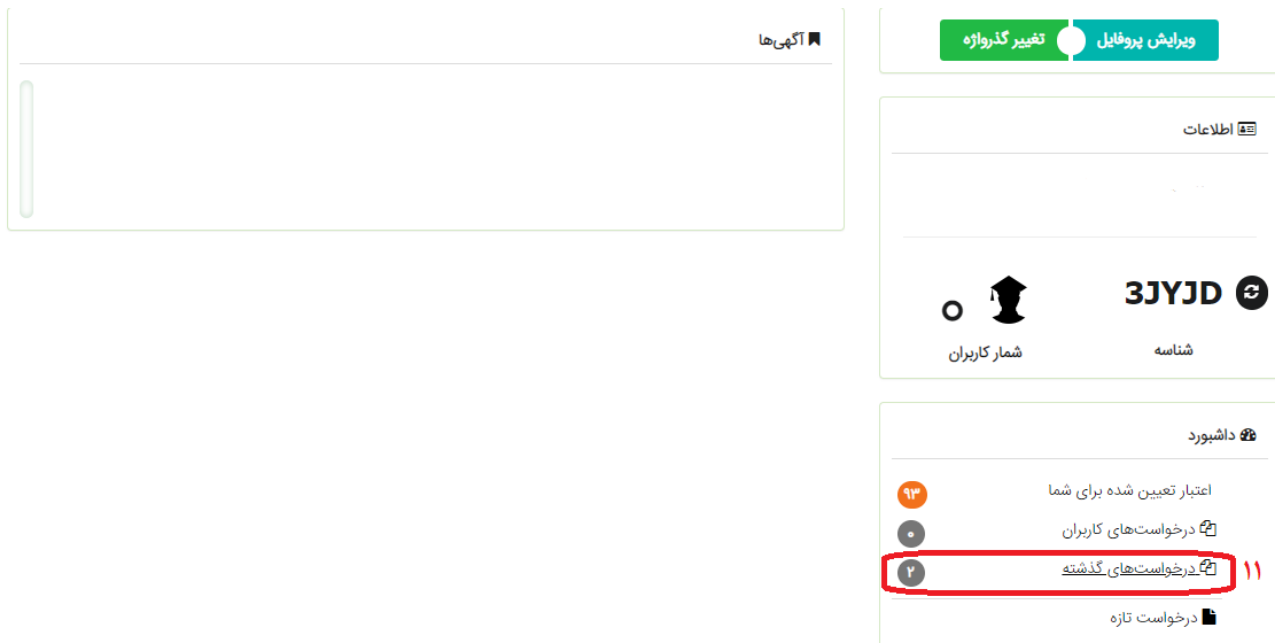 ویرایش پروفایل
تغییر گذرواژه
آگهی‌ها
اطلاعات
3JYJD
۰
شناسه
شمار کاربران
داشبورد
اعتبار تعیین شده برای شما ۹۳
درخواست‌های کاربران ۰
درخواست‌های گذشته ۲
۱۱
درخواست تازه